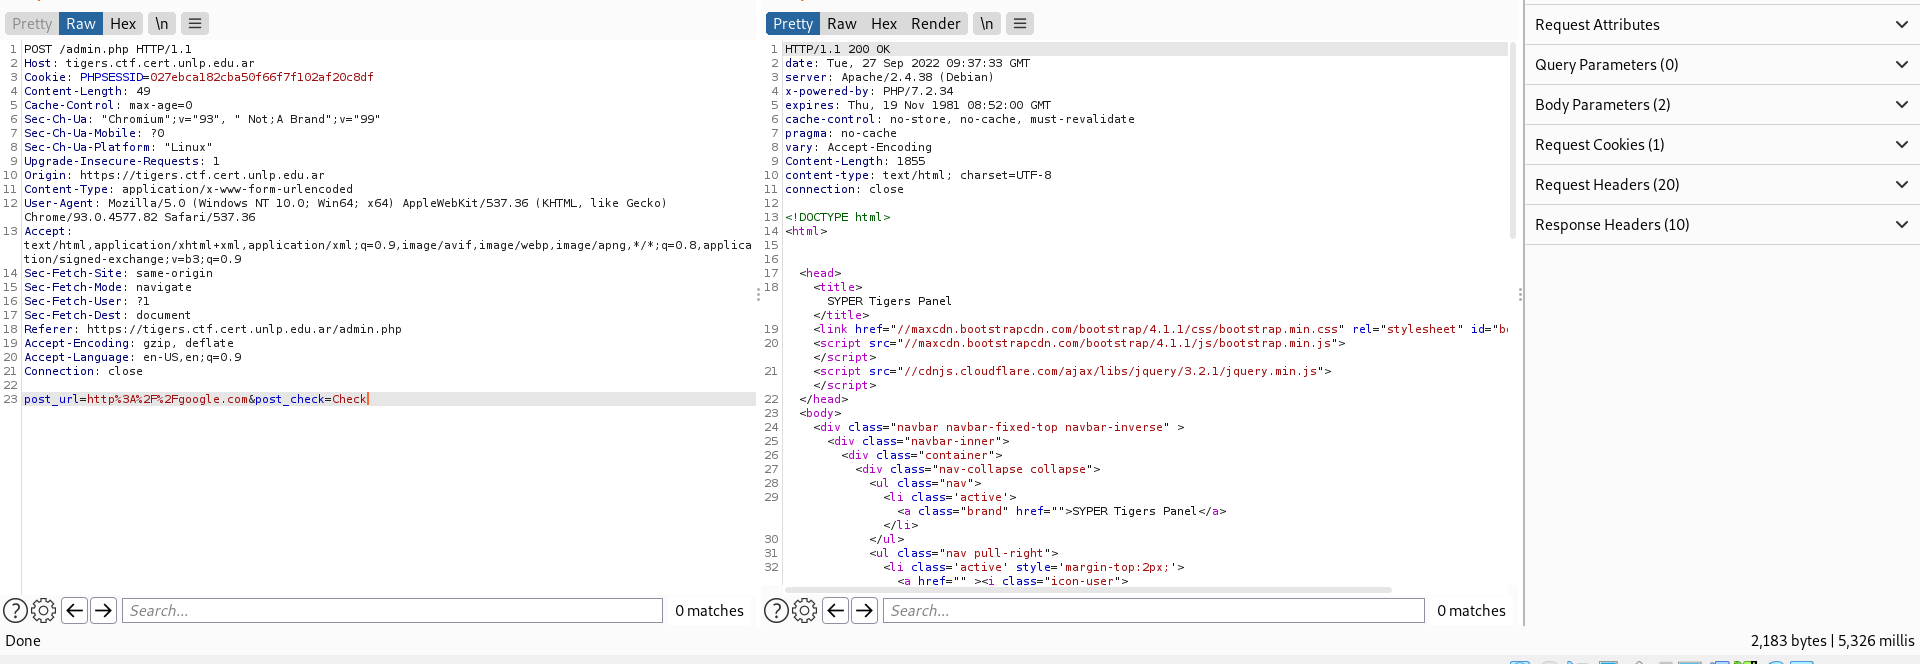 Pretty Raw Hex \n
1 POST /admin.php HTTP/1.1
2 Host: tigers.ctf.cert.unlp.edu.ar
3 Cookie: PHPSESSID=027ebca182cba50f66f7f102af20c8df
4 Content-Length: 49
5 Cache-Control: max-age=0
6 Sec-Ch-Ua: "Chromium";v="93", " Not;A Brand";v="99"
7 Sec-Ch-Ua-Mobile: ?0
8 Sec-Ch-Ua-Platform: "Linux"
9 Upgrade-Insecure-Requests: 1
10 Origin: https://tigers.ctf.cert.unlp.edu.ar
11 Content-Type: application/x-www-form-urlencoded
12 User-Agent: Mozilla/5.0 (Windows NT 10.0; Win64; x64) AppleWebKit/537.36 (KHTML, like Gecko)
Chrome/93.0.4577.82 Safari/537.36
13 Accept:
text/html,application/xhtml+xml,application/xml;q=0.9,image/avif,image/webp,image/apng,*/*;q=0.8,applica
tion/signed-exchange;v=b3;q=0.9
14 Sec-Fetch-Site: same-origin
15 Sec-Fetch-Mode: navigate
16 Sec-Fetch-User: ?1
17 Sec-Fetch-Dest: document
18 Referer: https://tigers.ctf.cert.unlp.edu.ar/admin.php
19 Accept-Encoding: gzip, deflate
20 Accept-Language: en-US,en;q=0.9
21 Connection: close
22
23 post_url=http%3A%2F%2Fgoogle.com&post_check=Check
? Search... 0 matches
Done
Pretty Raw Hex Render \n
1 HTTP/1.1 200 OK
2 date: Tue, 27 Sep 2022 09:37:33 GMT
3 server: Apache/2.4.38 (Debian)
4 x-powered-by: PHP/7.2.34
5 expires: Thu, 19 Nov 1981 08:52:00 GMT
6 cache-control: no-store, no-cache, must-revalidate
7 pragma: no-cache
8 vary: Accept-Encoding
9 Content-Length: 1855
10 content-type: text/html; charset=UTF-8
11 connection: close
12
13 <!DOCTYPE html>
14 <html>
15
16
17 <head>
18 <title>
SYPER Tigers Panel
</title>
19 <link href="//maxcdn.bootstrapcdn.com/bootstrap/4.1.1/css/bootstrap.min.css" rel="stylesheet" id="b
20 <script src="//maxcdn.bootstrapcdn.com/bootstrap/4.1.1/js/bootstrap.min.js">
</script>
21 <script src="//cdnjs.cloudflare.com/ajax/libs/jquery/3.2.1/jquery.min.js">
</script>
22 </head>
23 <body>
24 <div class="navbar navbar-fixed-top navbar-inverse" >
25 <div class="navbar-inner">
26 <div class="container">
27 <div class="nav-collapse collapse">
28 <ul class="nav">
29 <li class='active'>
<a class="brand" href="">SYPER Tigers Panel</a>
</li>
30 </ul>
31 <ul class="nav pull-right">
32 <li class='active' style='margin-top:2px;'>
<a href="" ><i class="icon-user">
? Search... 0 matches
Request Attributes
Query Parameters (0)
Body Parameters (2)
Request Cookies (1)
Request Headers (20)
Response Headers (10)
2,183 bytes | 5,326 millis